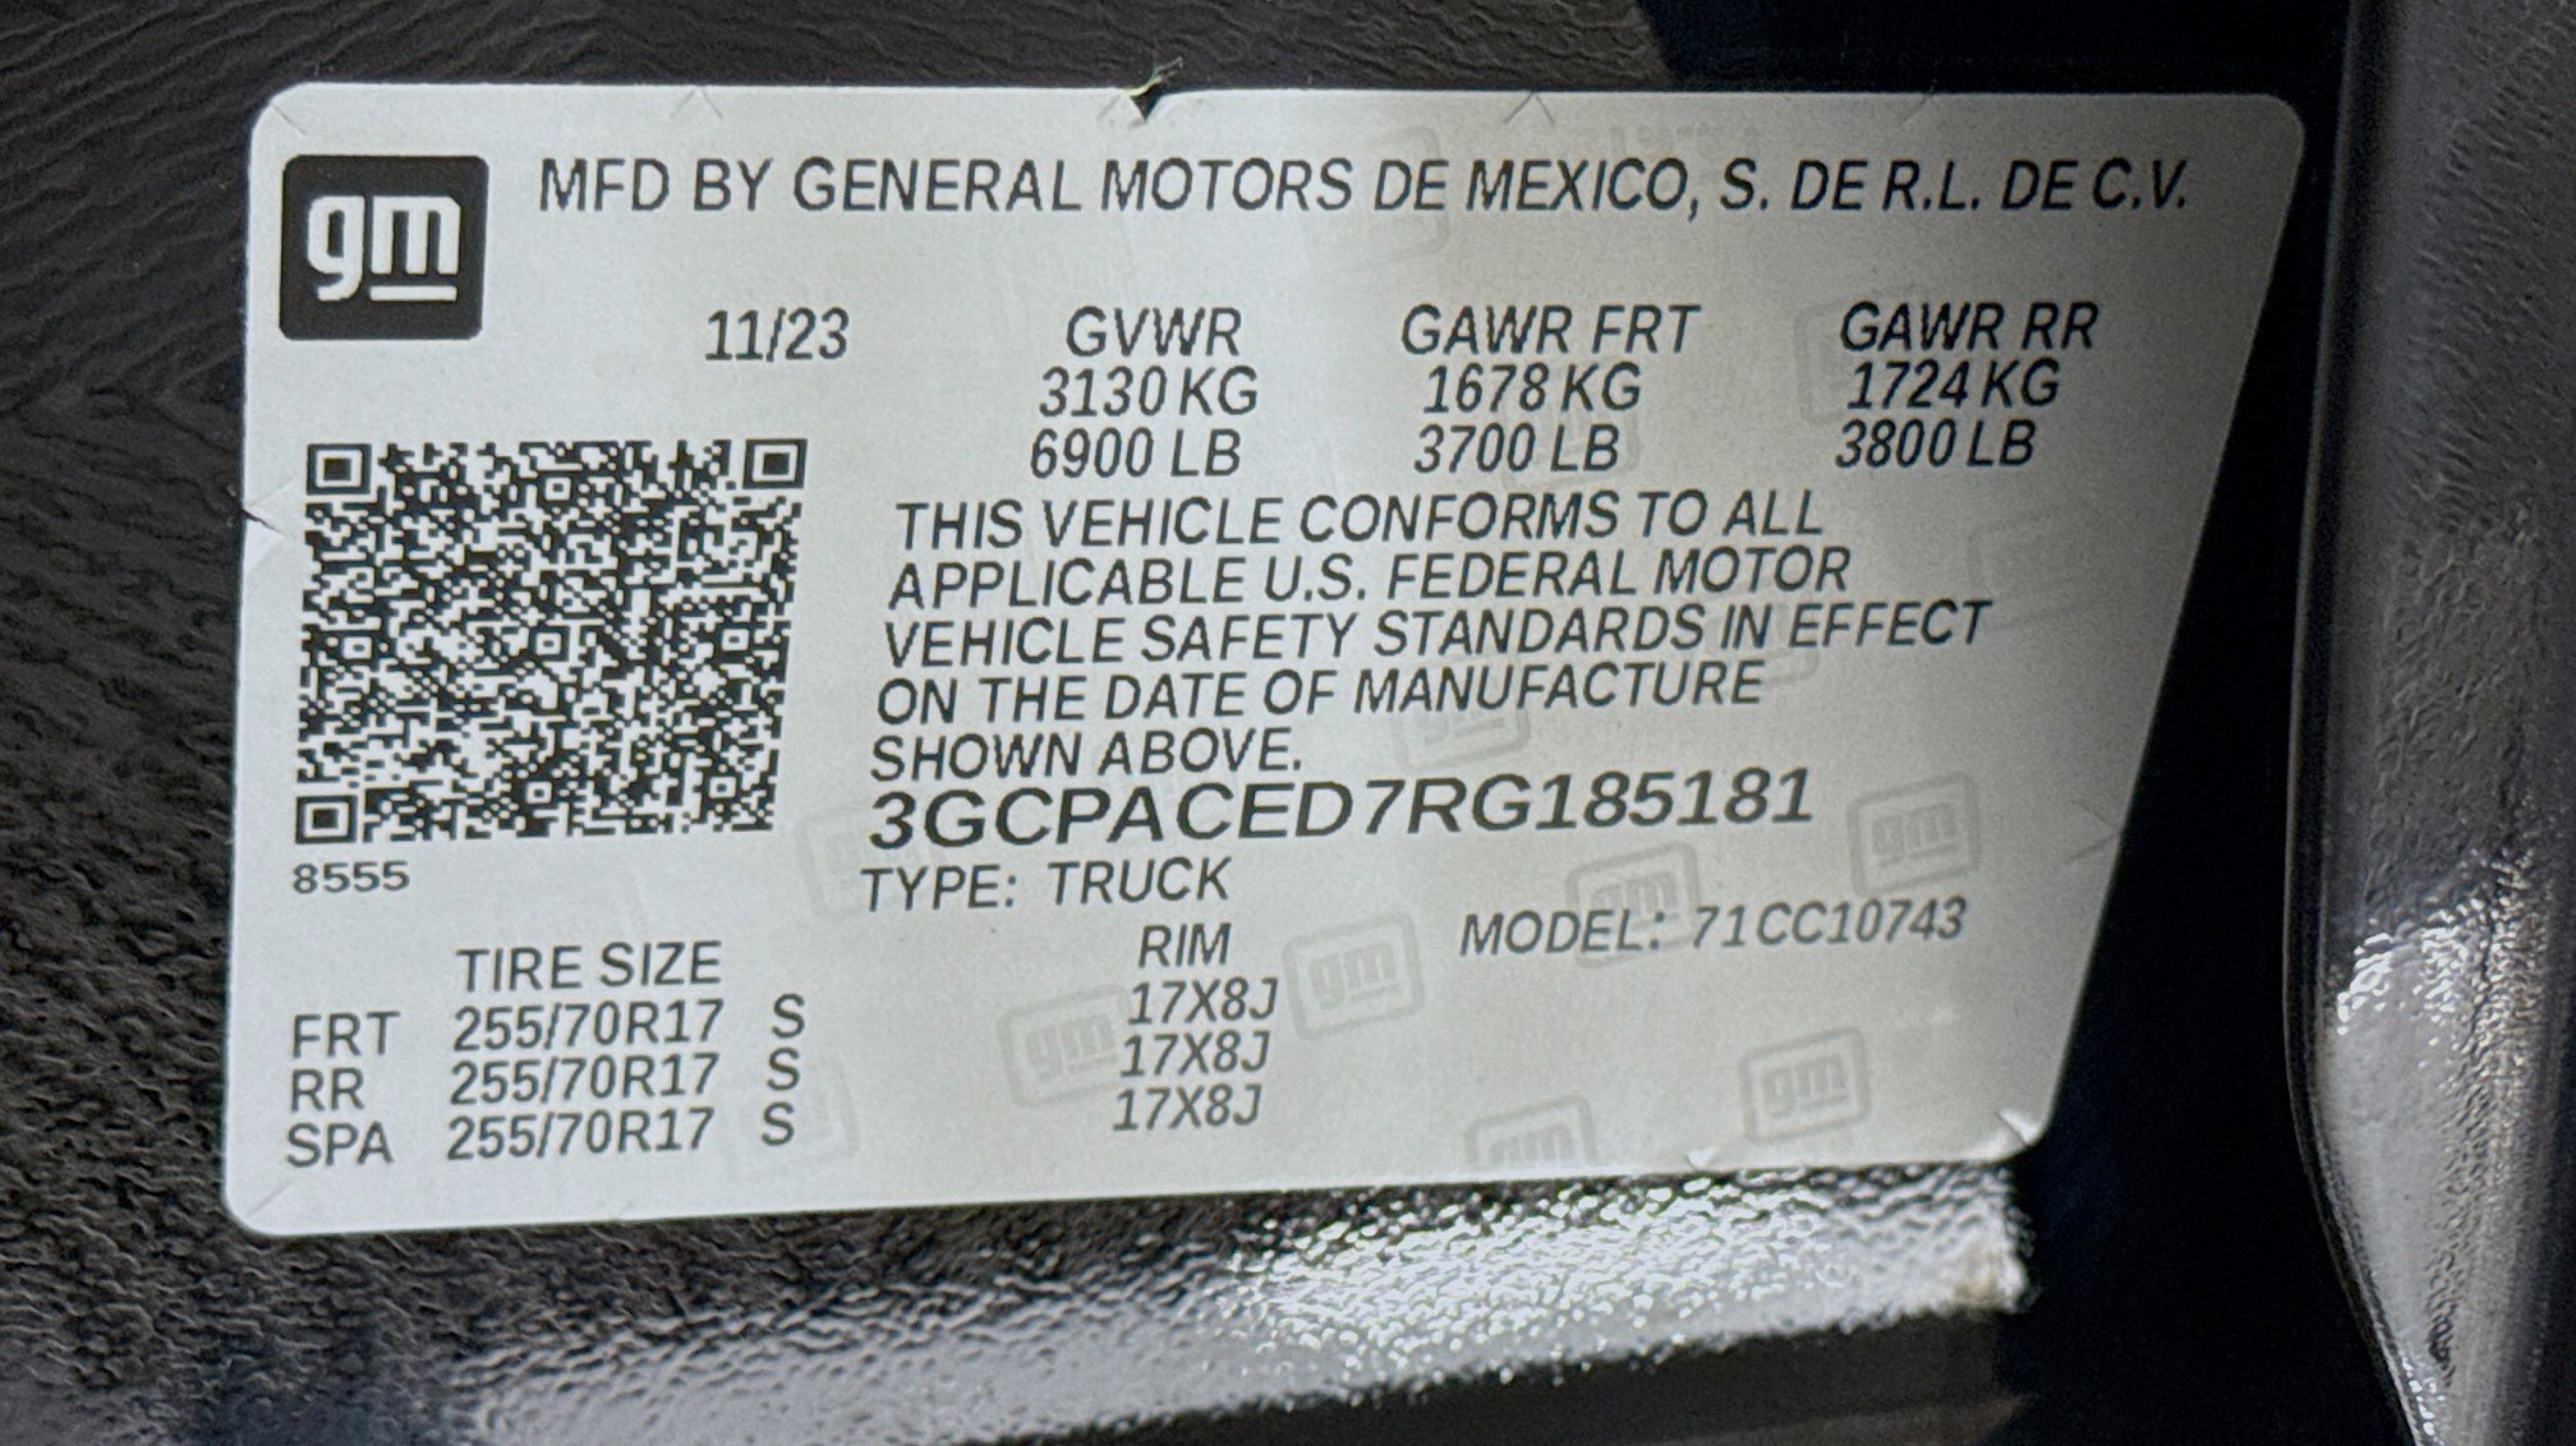 gm
MFD BY GENERAL MOTORS DE MEXICO, S. DE R.L. DE C.V.
11/23 GVWR GAWR FRT GAWR RR
3130 KG 1678 KG 1724 KG
6900 LB 3700 LB 3800 LB
THIS VEHICLE CONFORMS TO ALL
APPLICABLE U.S. FEDERAL MOTOR
VEHICLE SAFETY STANDARDS IN EFFECT
ON THE DATE OF MANUFACTURE
SHOWN ABOVE.
3GCPACED7RG185181
8555
TYPE: TRUCK
MODEL: 71CC10743
TIRE SIZE RIM
FRT 255/70R17 S 17X8J
RR 255/70R17 S 17X8J
SPA 255/70R17 S 17X8J